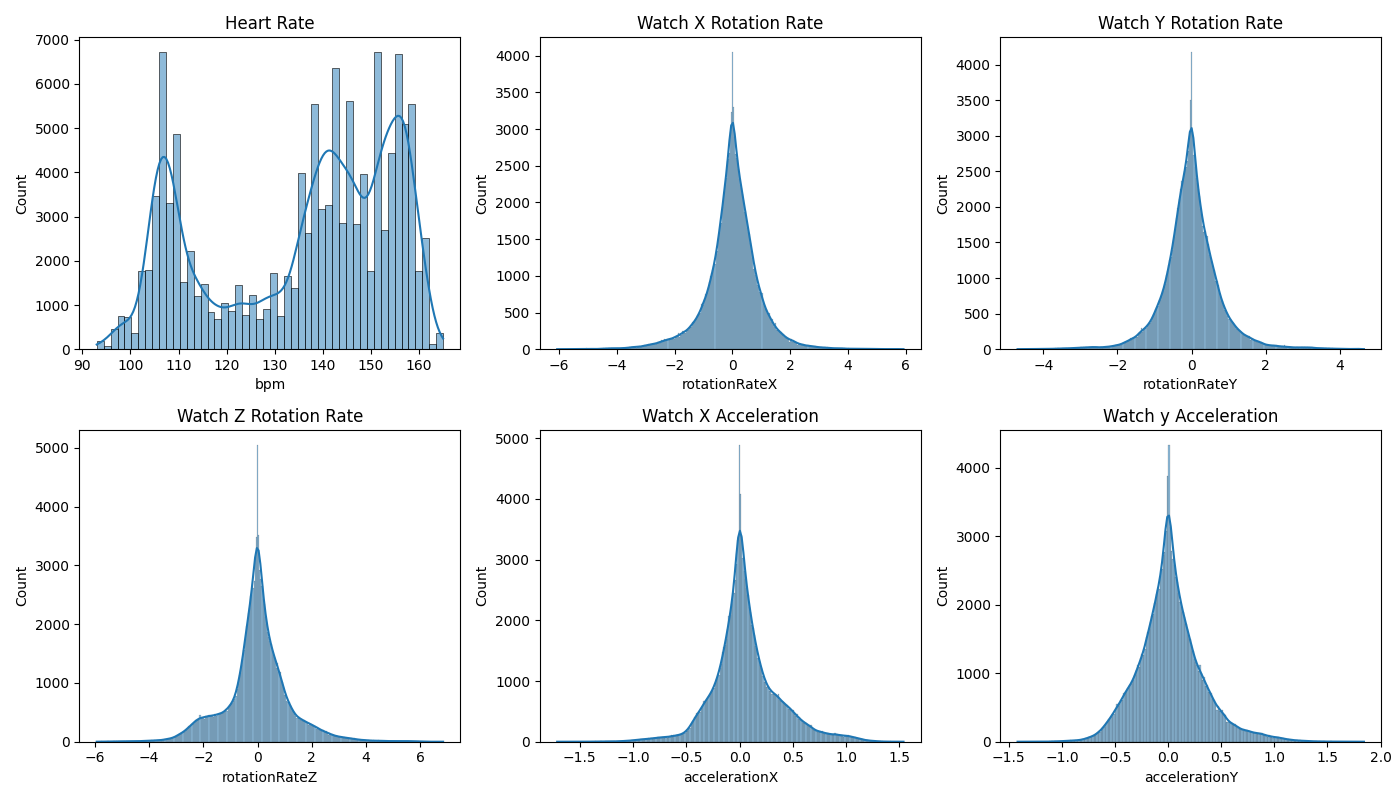 Heart Rate
Count
7000
6000
5000
4000
3000
2000
1000
0
90 100 110 120 130 140 150 160
bpm
Watch X Rotation Rate
Count
4000
3500
3000
2500
2000
1500
1000
500
0
−6 −4 −2 0 2 4 6
rotationRateX
Watch Y Rotation Rate
Count
4000
3500
3000
2500
2000
1500
1000
500
0
−4 −2 0 2 4
rotationRateY
Watch Z Rotation Rate
Count
5000
4000
3000
2000
1000
0
−6 −4 −2 0 2 4 6
rotationRateZ
Watch X Acceleration
Count
5000
4000
3000
2000
1000
0
−1.5 −1.0 −0.5 0.0 0.5 1.0 1.5
accelerationX
Watch y Acceleration
Count
4000
3000
2000
1000
0
−1.5 −1.0 −0.5 0.0 0.5 1.0 1.5 2.0
accelerationY